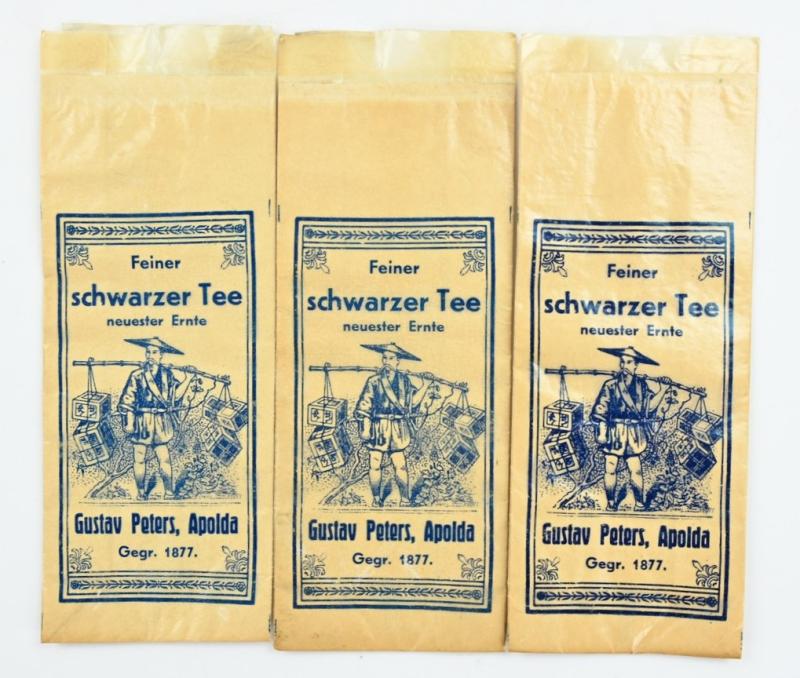 Feiner
schwarzer Tee
neuester Ernte
Gustav Peters, Apolda
Gegr. 1877.
Feiner
schwarzer Tee
neuester Ernte
Gustav Peters, Apolda
Gegr. 1877.
Feiner
schwarzer Tee
neuester Ernte
Gustav Peters, Apolda
Gegr. 1877.